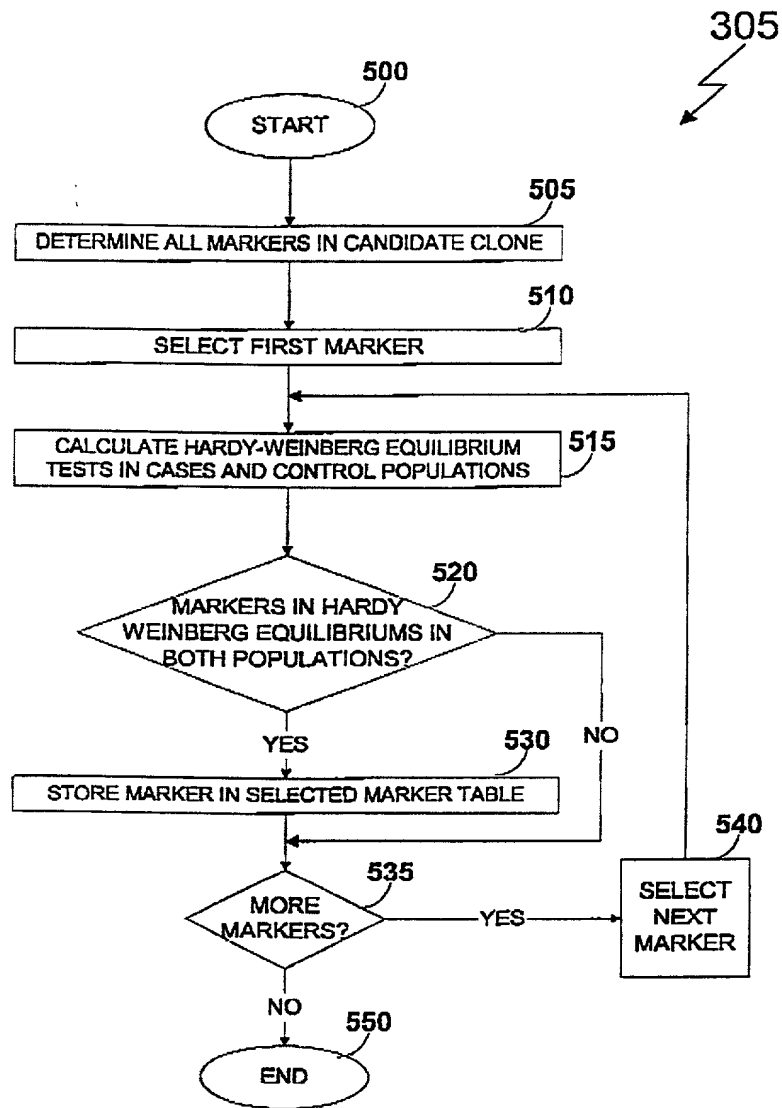 305
500
START
505
DETERMINE ALL MARKERS IN CANDIDATE CLONE
510
SELECT FIRST MARKER
CALCULATE HARDY-WEINBERG EQUILIBRIUM
TESTS IN CASES AND CONTROL POPULATIONS
515
520
MARKERS IN HARDY
WEINBERG EQUILIBRIUMS IN
BOTH POPULATIONS?
YES
NO
530
STORE MARKER IN SELECTED MARKER TABLE
535
MORE
MARKERS?
YES
540
SELECT
NEXT
MARKER
NO
550
END